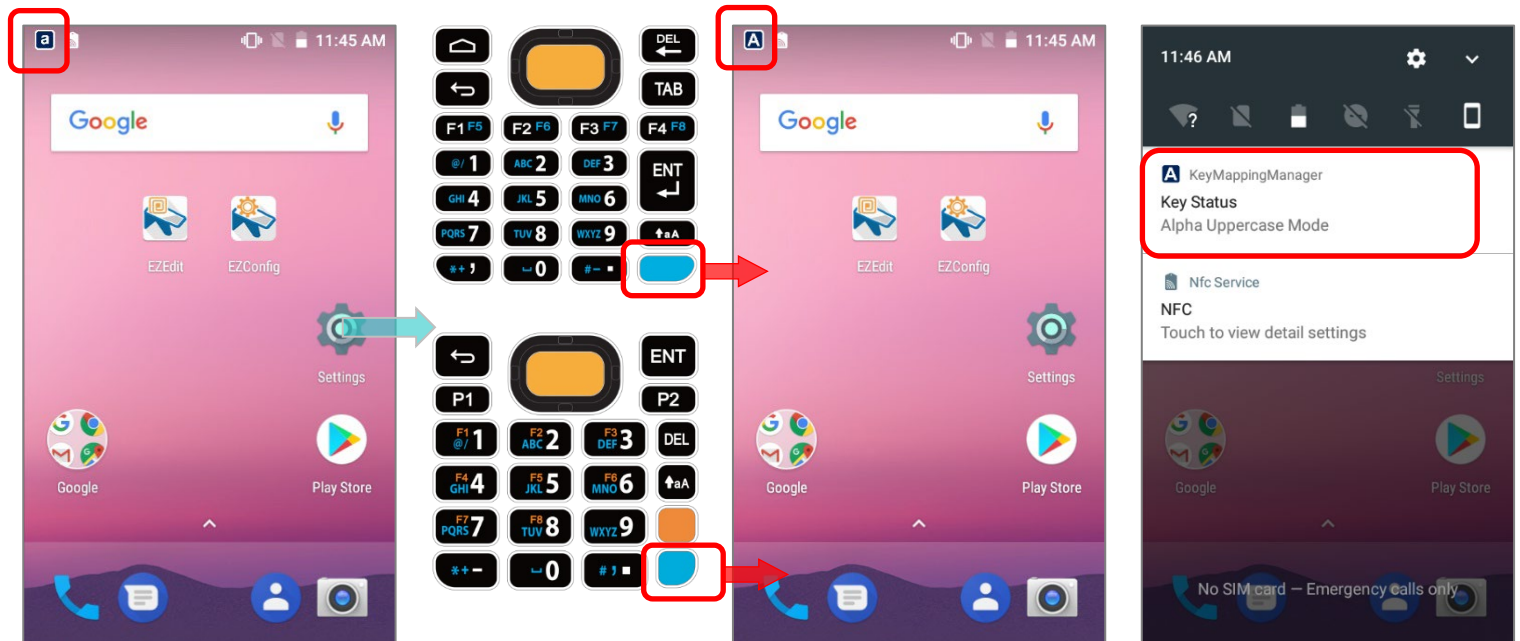 a 11:45 AM
Google
EZEdit EZConfig
Settings
Google Play Store
DEL
TAB
F1 F5 F2 F6 F3 F7 F4 F8
@/ 1 ABC 2 DEF 3 ENT
GHI 4 JKL 5 MNO 6
PQRS 7 TUV 8 WXYZ 9 aA
*+ , 0 #- .
ENT
P1 P2
F1 @/ 1 F2 ABC 2 F3 DEF 3 DEL
F4 GHI 4 F5 JKL 5 F6 MNO 6 aA
F7 PQRS 7 F8 TUV 8 WXYZ 9
*+ - 0 # , .
A 11:45 AM
Google
EZEdit EZConfig
Settings
Google Play Store
11:46 AM
?
A KeyMappingManager
Key Status
Alpha Uppercase Mode
Nfc Service
NFC
Touch to view detail settings
Settings
Google Play Store
No SIM card — Emergency calls only